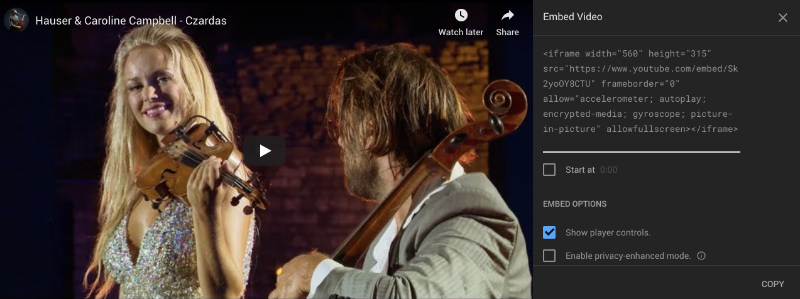 Hauser & Caroline Campbell - Czardas
Watch later
Share
Embed Video
<iframe width="560" height="315"
src="https://www.youtube.com/embed/Sk
2yoOY8CTU" frameborder="0"
allow="accelerometer; autoplay;
encrypted-media; gyroscope; picture-
in-picture" allowfullscreen></iframe>
Start at 0:00
EMBED OPTIONS
Show player controls.
Enable privacy-enhanced mode.
COPY